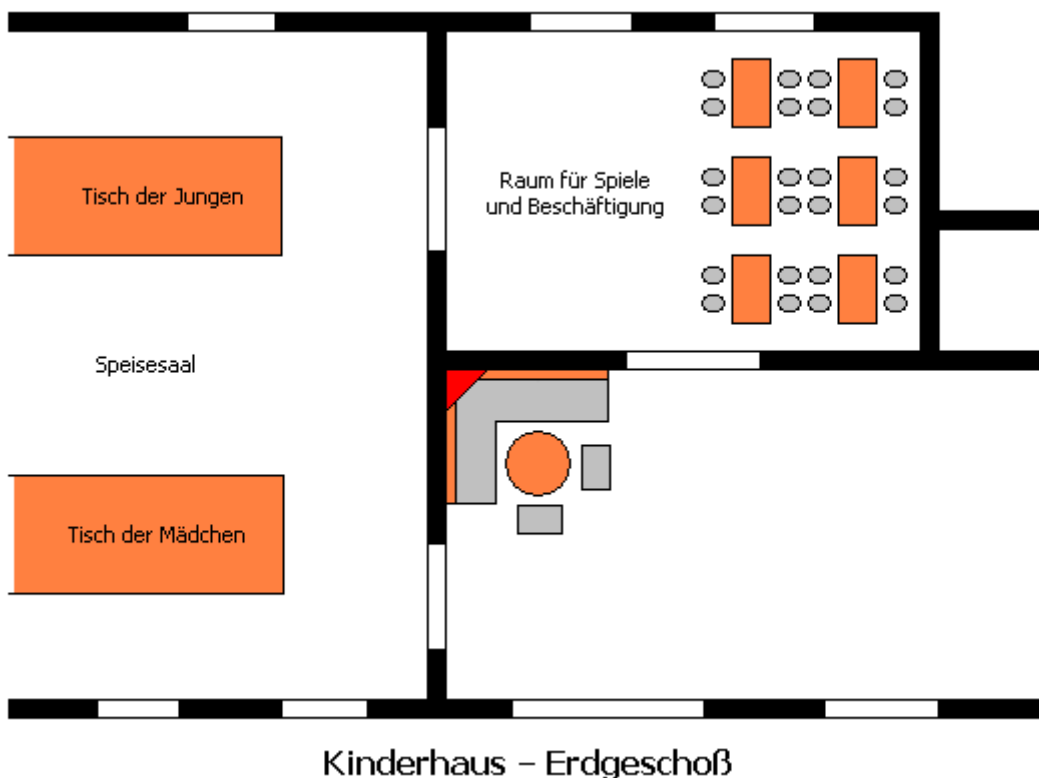 Tisch der Jungen
Raum für Spiele
und Beschäftigung
Speisesaal
Tisch der Mädchen
Kinderhaus – Erdgeschoß